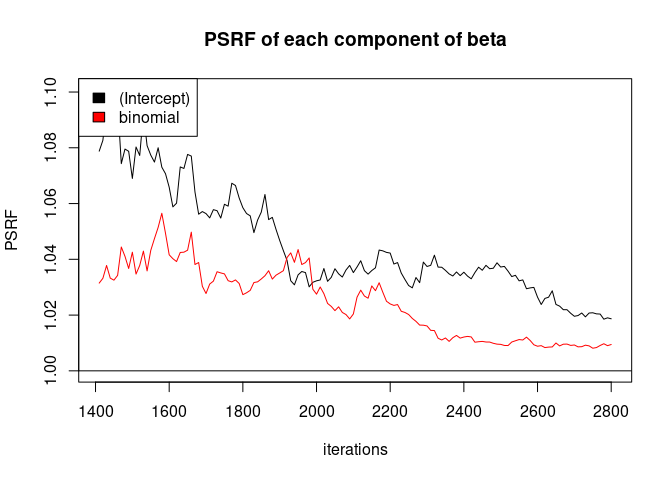 PSRF of each component of beta
(Intercept)
binomial
1.10
1.08
1.06
1.04
1.02
1.00
PSRF
1400 1600 1800 2000 2200 2400 2600 2800
iterations